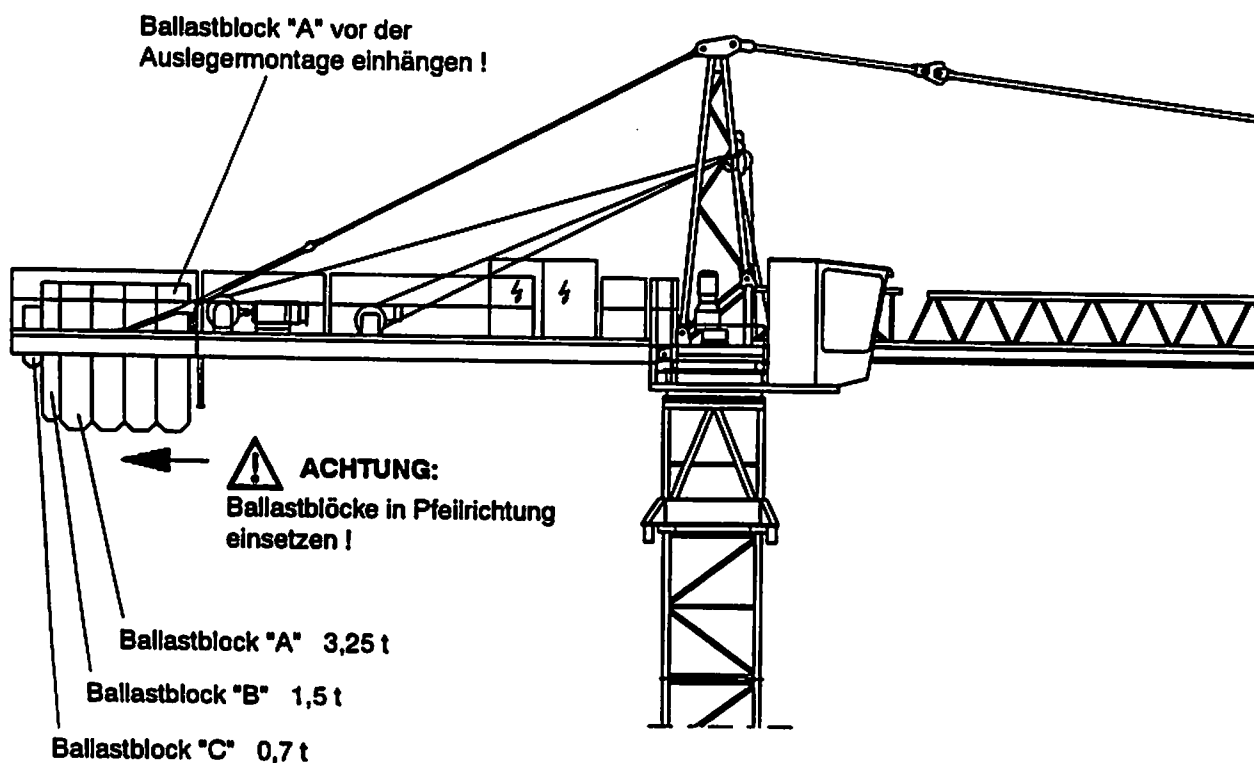 Ballastblock "A" vor der
Auslegermontage einhängen !
ACHTUNG:
Ballastblöcke in Pfeilrichtung
einsetzen !
Ballastblock "A" 3,25 t
Ballastblock "B" 1,5 t
Ballastblock "C" 0,7 t